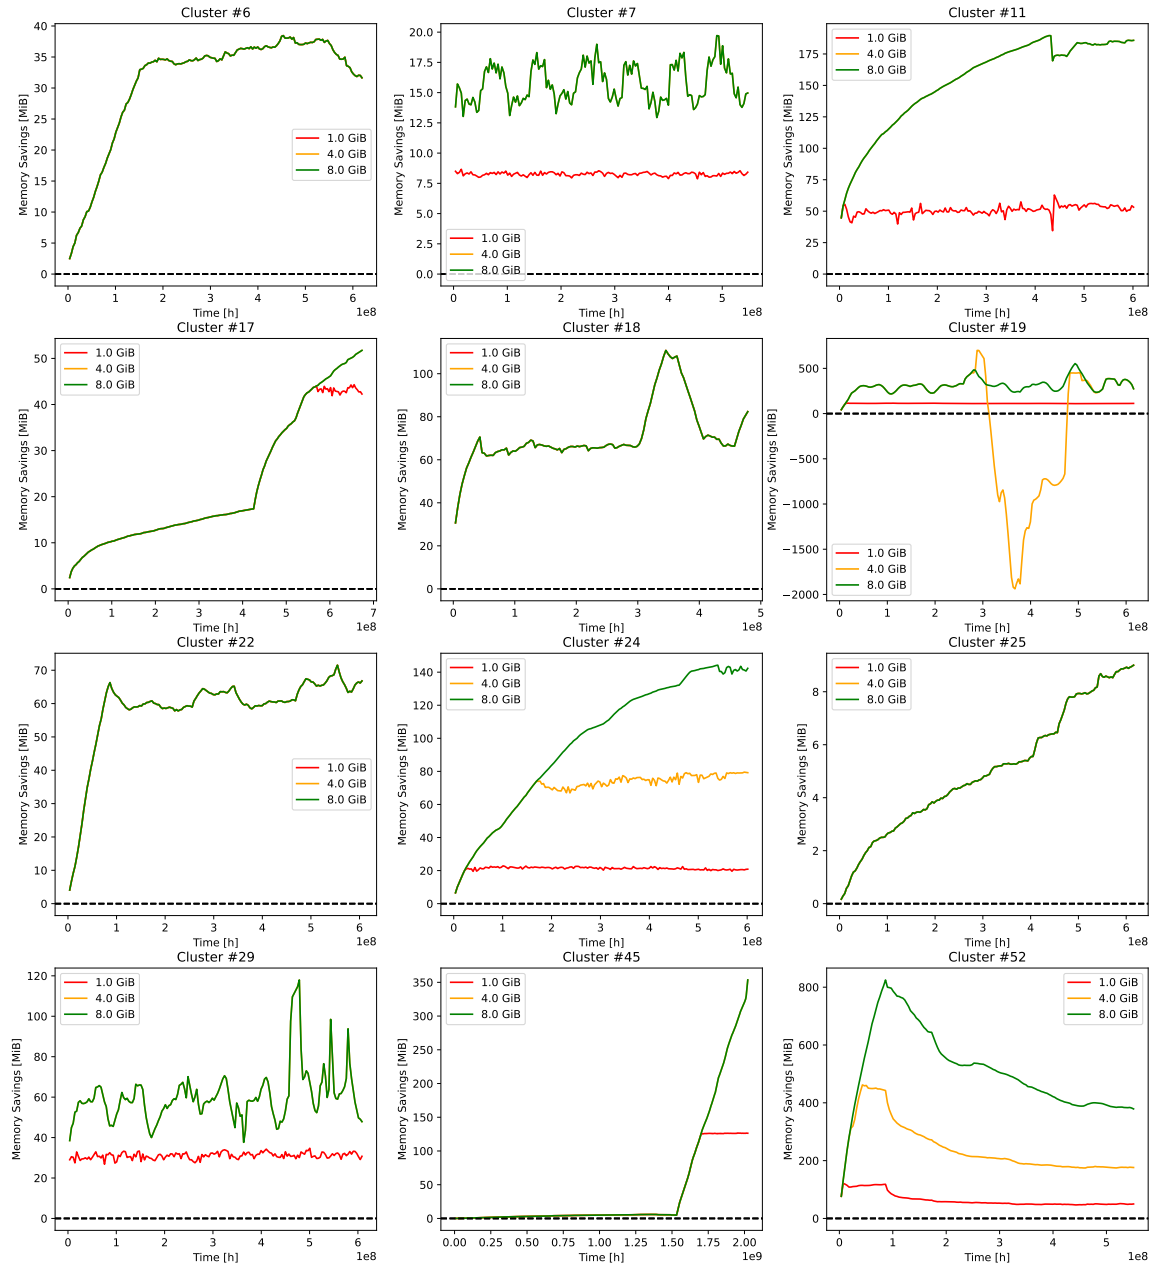 Cluster #6
Memory Savings [MiB]
40
35
30
25
20
15
10
5
0
1.0 GiB
4.0 GiB
8.0 GiB
0 1 2 3 4 5 6
Time [h]
1e8
Cluster #7
Memory Savings [MiB]
20.0
17.5
15.0
12.5
10.0
7.5
5.0
2.5
0.0
1.0 GiB
4.0 GiB
8.0 GiB
0 1 2 3 4 5
Time [h]
1e8
Cluster #11
Memory Savings [MiB]
175
150
125
100
75
50
25
0
1.0 GiB
4.0 GiB
8.0 GiB
0 1 2 3 4 5 6
Time [h]
1e8
Cluster #17
Memory Savings [MiB]
50
40
30
20
10
0
1.0 GiB
4.0 GiB
8.0 GiB
0 1 2 3 4 5 6 7
Time [h]
1e8
Cluster #18
Memory Savings [MiB]
100
80
60
40
20
0
1.0 GiB
4.0 GiB
8.0 GiB
0 1 2 3 4 5
Time [h]
1e8
Cluster #19
Memory Savings [MiB]
500
0
−500
−1000
−1500
−2000
1.0 GiB
4.0 GiB
8.0 GiB
0 1 2 3 4 5 6
Time [h]
1e8
Cluster #22
Memory Savings [MiB]
70
60
50
40
30
20
10
0
1.0 GiB
4.0 GiB
8.0 GiB
0 1 2 3 4 5 6
Time [h]
1e8
Cluster #24
Memory Savings [MiB]
140
120
100
80
60
40
20
0
1.0 GiB
4.0 GiB
8.0 GiB
0 1 2 3 4 5 6
Time [h]
1e8
Cluster #25
Memory Savings [MiB]
8
6
4
2
0
1.0 GiB
4.0 GiB
8.0 GiB
0 1 2 3 4 5 6
Time [h]
1e8
Cluster #29
Memory Savings [MiB]
120
100
80
60
40
20
0
1.0 GiB
4.0 GiB
8.0 GiB
0 1 2 3 4 5 6
Time [h]
1e8
Cluster #45
Memory Savings [MiB]
350
300
250
200
150
100
50
0
1.0 GiB
4.0 GiB
8.0 GiB
0.00 0.25 0.50 0.75 1.00 1.25 1.50 1.75 2.00
Time [h]
1e9
Cluster #52
Memory Savings [MiB]
800
600
400
200
0
1.0 GiB
4.0 GiB
8.0 GiB
0 1 2 3 4 5
Time [h]
1e8